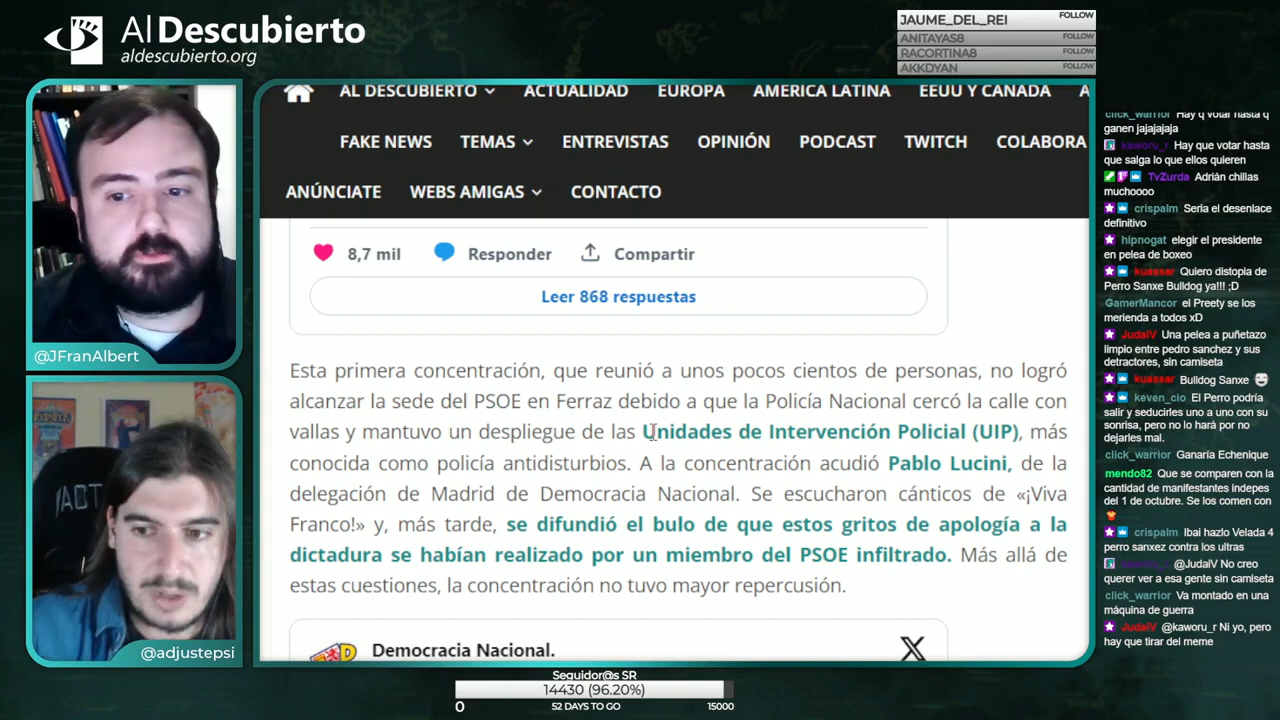 Al Descubierto
aldescubierto.org
JAUME_DEL_REI FOLLOW
ANITAYAS8 FOLLOW
RACORTINA8 FOLLOW
AKKDYAN FOLLOW
AL DESCUBIERTO ACTUALIDAD EUROPA AMÉRICA LATINA EEUU Y CANADA A
FAKE NEWS TEMAS ENTREVISTAS OPINIÓN PODCAST TWITCH COLABORA
ANÚNCIATE WEBS AMIGAS CONTACTO
8,7 mil Responder Compartir
Leer 868 respuestas
Esta primera concentración, que reunió a unos pocos cientos de personas, no logró
alcanzar la sede del PSOE en Ferraz debido a que la Policía Nacional cercó la calle con
vallas y mantuvo un despliegue de las Unidades de Intervención Policial (UIP), más
conocida como policía antidisturbios. A la concentración acudió Pablo Lucini, de la
delegación de Madrid de Democracia Nacional. Se escucharon cánticos de «¡Viva
Franco!» y, más tarde, se difundió el bulo de que estos gritos de apología a la
dictadura se habían realizado por un miembro del PSOE infiltrado. Más allá de
estas cuestiones, la concentración no tuvo mayor repercusión.
Democracia Nacional.
@JFranAlbert
@adjustepsi
click_warrior Hay q votar hasta q
ganen jajajajaja
kaworu_r Hay que votar hasta
que salga lo que ellos quieren
TvZurda Adrián chillas
muchoooo
crispalm Sería el desenlace
definitivo
hipnogat elegir el presidente
en pelea de boxeo
kuassar Quiero distopia de
Perro Sanxe Bulldog ya!!! ;D
GamerMancor el Preety se los
merienda a todos xD
JudalV Una pelea a puñetazo
limpio entre pedro sanchez y sus
detractores, sin camiseta
kuassar Bulldog Sanxe
keven_cio El Perro podría
salir y seducirles uno a uno con su
sonrisa, pero no lo hará por no
dejarles mal.
click_warrior Ganaría Echenique
mendo82 Que se comparen con la
cantidad de manifestantes indepes
del 1 de octubre. Se los comen con
crispalm Ibai hazlo Velada 4
perro sanxez contra los ultras
kaworu_r @JudalV No creo
querer ver a esa gente sin camiseta
click_warrior Va montado en una
máquina de guerra
JudalV @kaworu_r Ni yo, pero
hay que tirar del meme
Seguidor@s SR
14430 (96.20%)
0 52 DAYS TO GO 15000